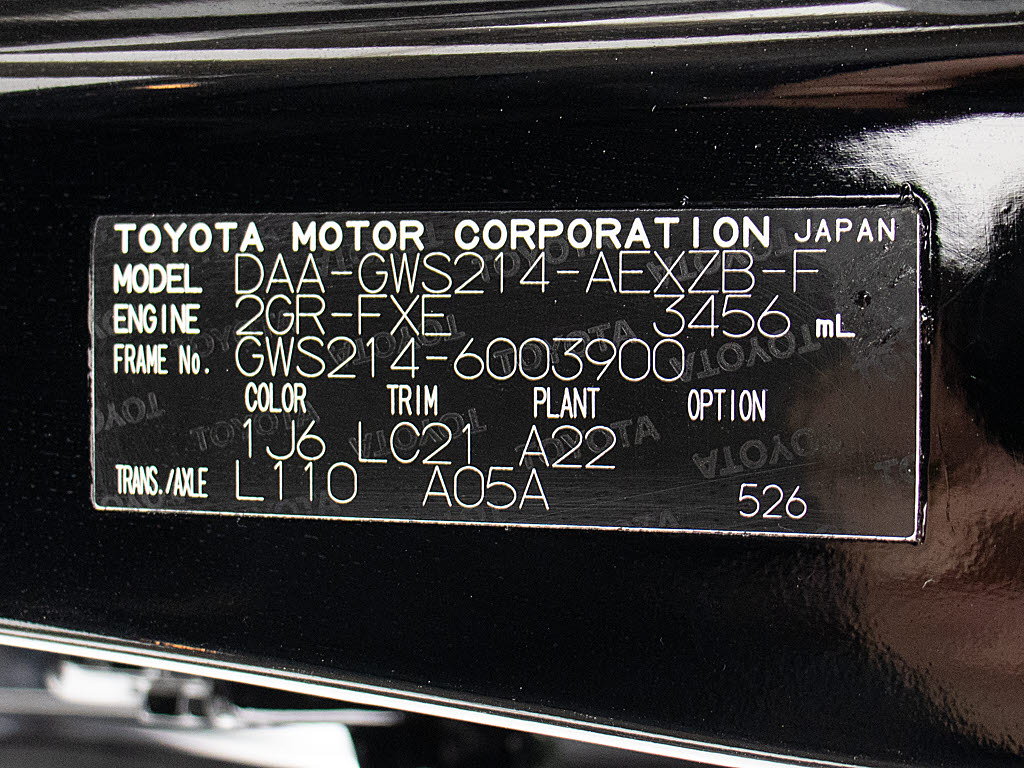 TOYOTA MOTOR CORPORATION JAPAN
MODEL DAA-GWS214-AEXZB-F
ENGINE 2GR-FXE 3456 mL
FRAME No. GWS214-6003900
COLOR TRIM PLANT OPTION
1J6 LC21 A22
TRANS./AXLE L110 A05A 526